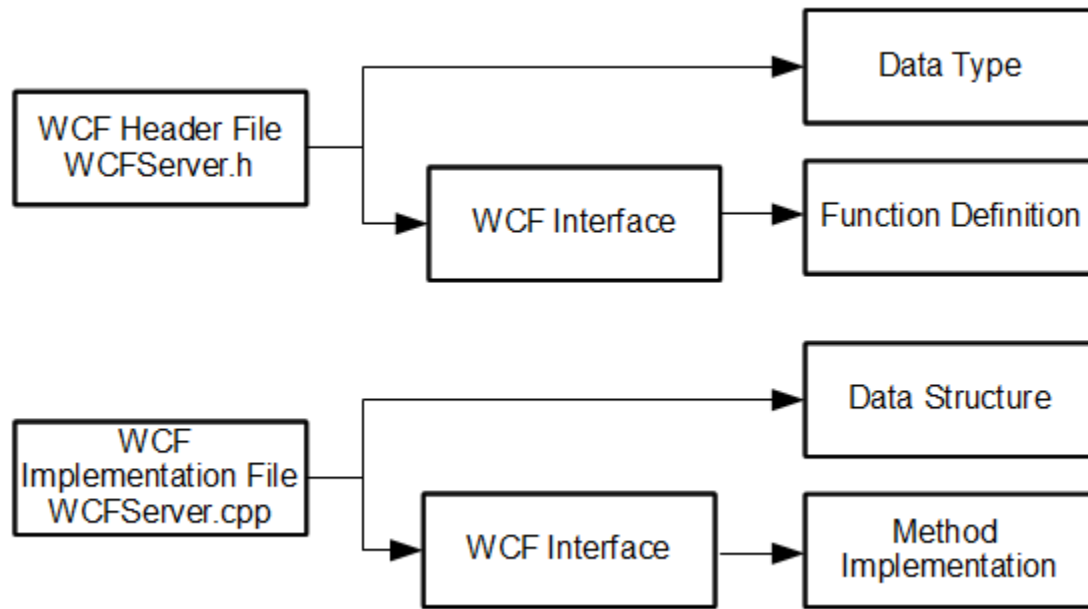 Data Type
WCF Header File
WCFServer.h
WCF Interface
Function Definition
Data Structure
WCF
Implementation File
WCFServer.cpp
WCF Interface
Method
Implementation